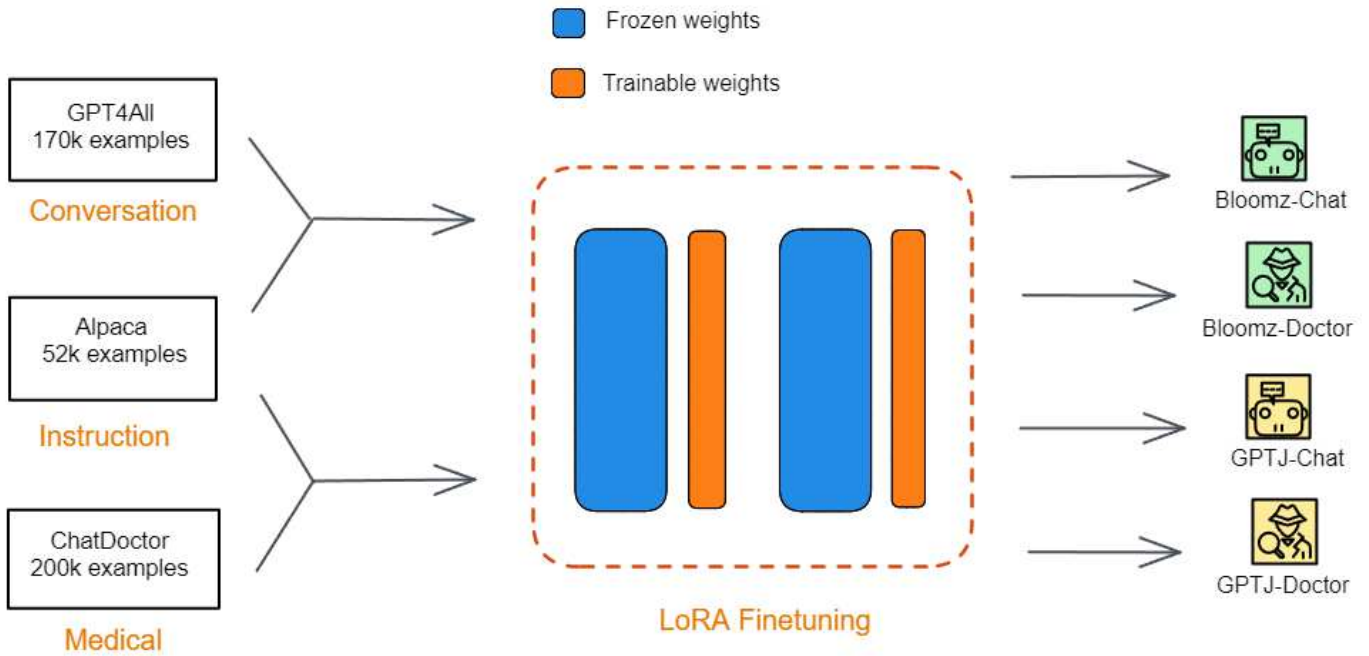 Frozen weights
Trainable weights
GPT4All
170k examples
Conversation
Alpaca
52k examples
Instruction
ChatDoctor
200k examples
Medical
LoRA Finetuning
Bloomz-Chat
Bloomz-Doctor
GPTJ-Chat
GPTJ-Doctor